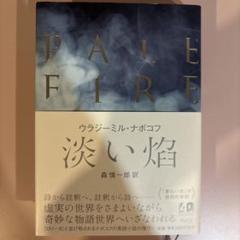 PALE
FIRE
ウラジーミル・ナボコフ
淡い焔
森慎一郎 訳
詩から註釈へ、註釈から詩へ――
虚実の世界をさまよいながら、
奇妙な物語世界へいざなわれる